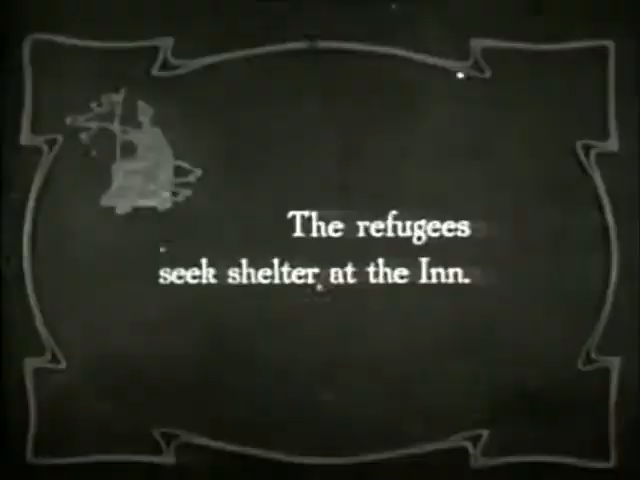 The refugees
seek shelter at the Inn.